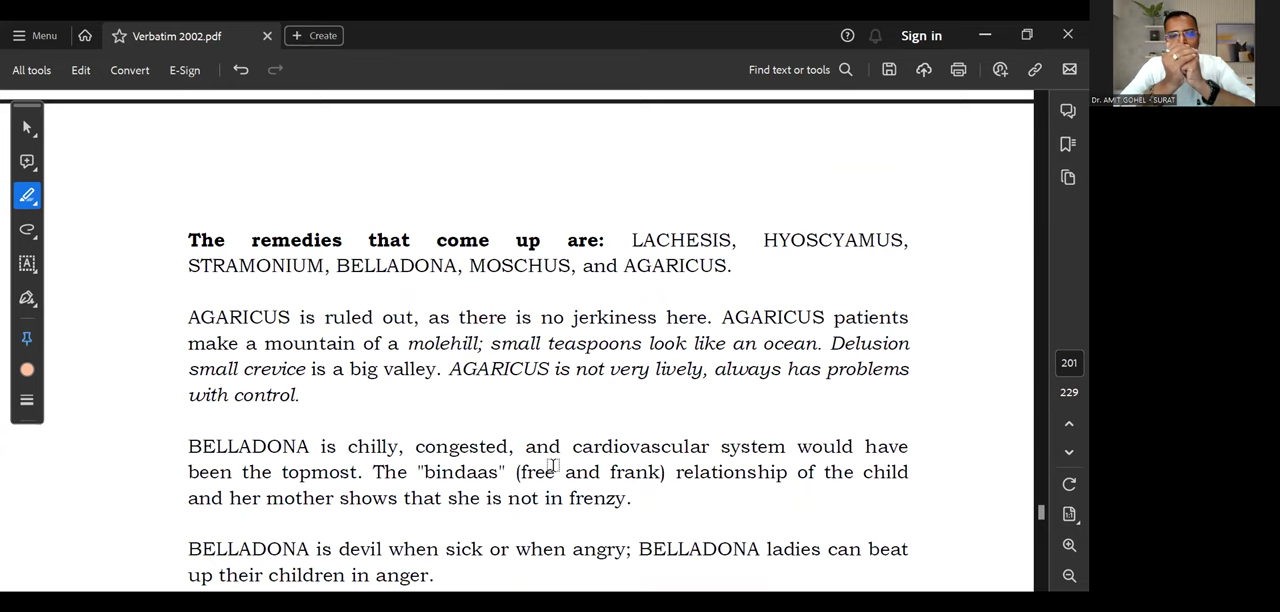 Menu
Verbatim 2002.pdf
Create
Sign in
All tools
Edit
Convert
E-Sign
Find text or tools
Dr. AMIT GOHEL - SURAT
The remedies that come up are: LACHESIS, HYOSCYAMUS,
STRAMONIUM, BELLADONA, MOSCHUS, and AGARICUS.
AGARICUS is ruled out, as there is no jerkiness here. AGARICUS patients
make a mountain of a molehill; small teaspoons look like an ocean. Delusion
small crevice is a big valley. AGARICUS is not very lively, always has problems
with control.
BELLADONA is chilly, congested, and cardiovascular system would have
been the topmost. The "bindaas" (free and frank) relationship of the child
and her mother shows that she is not in frenzy.
BELLADONA is devil when sick or when angry; BELLADONA ladies can beat
up their children in anger.
201
229